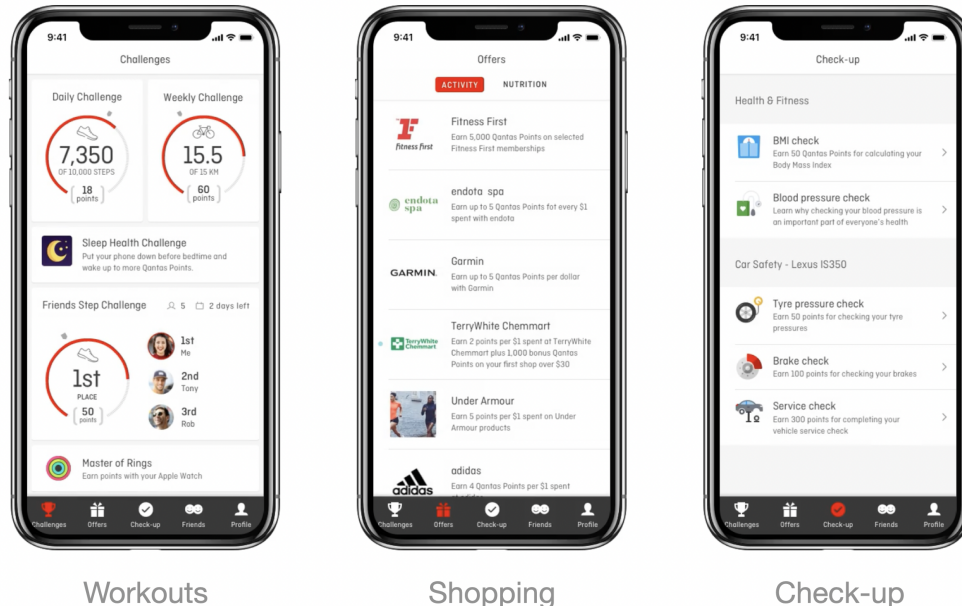 9:41
Challenges
Daily Challenge
7,350
OF 10,000 STEPS
18
points
Weekly Challenge
15.5
OF 15 KM
60
points
Sleep Health Challenge
Put your phone down before bedtime and
wake up to more Qantas Points.
Friends Step Challenge
5
2 days left
1st
PLACE
50
points
1st
Me
2nd
Tony
3rd
Rob
Master of Rings
Earn points with your Apple Watch
Challenges
Offers
Check-up
Friends
Profile
Workouts
9:41
Offers
ACTIVITY
NUTRITION
fitness first
Fitness First
Earn 5,000 Qantas Points on selected
Fitness First memberships
endota
spa
endota spa
Earn up to 5 Qantas Points fot every $1
spent with endota
GARMIN.
Garmin
Earn up to 5 Qantas Points per dollar
with Garmin
TerryWhite
Chemmart
TerryWhite Chemmart
Earn 2 points per $1 spent at TerryWhite
Chemmart plus 1,000 bonus Qantas
Points on your first shop over $30
Under Armour
Earn 5 points per $1 spent on Under
Armour products
adidas
adidas
Earn 4 Qantas Points per $1 spent
at adidas
Challenges
Offers
Check-up
Friends
Profile
Shopping
9:41
Check-up
Health & Fitness
BMI check
Earn 50 Qantas Points for calculating your
Body Mass Index
Blood pressure check
Learn why checking your blood pressure is
an important part of everyone's health
Car Safety - Lexus IS350
Tyre pressure check
Earn 50 points for checking your tyre
pressures
Brake check
Earn 100 points for checking your brakes
Service check
Earn 300 points for completing your
vehicle service check
Challenges
Offers
Check-up
Friends
Profile
Check-up